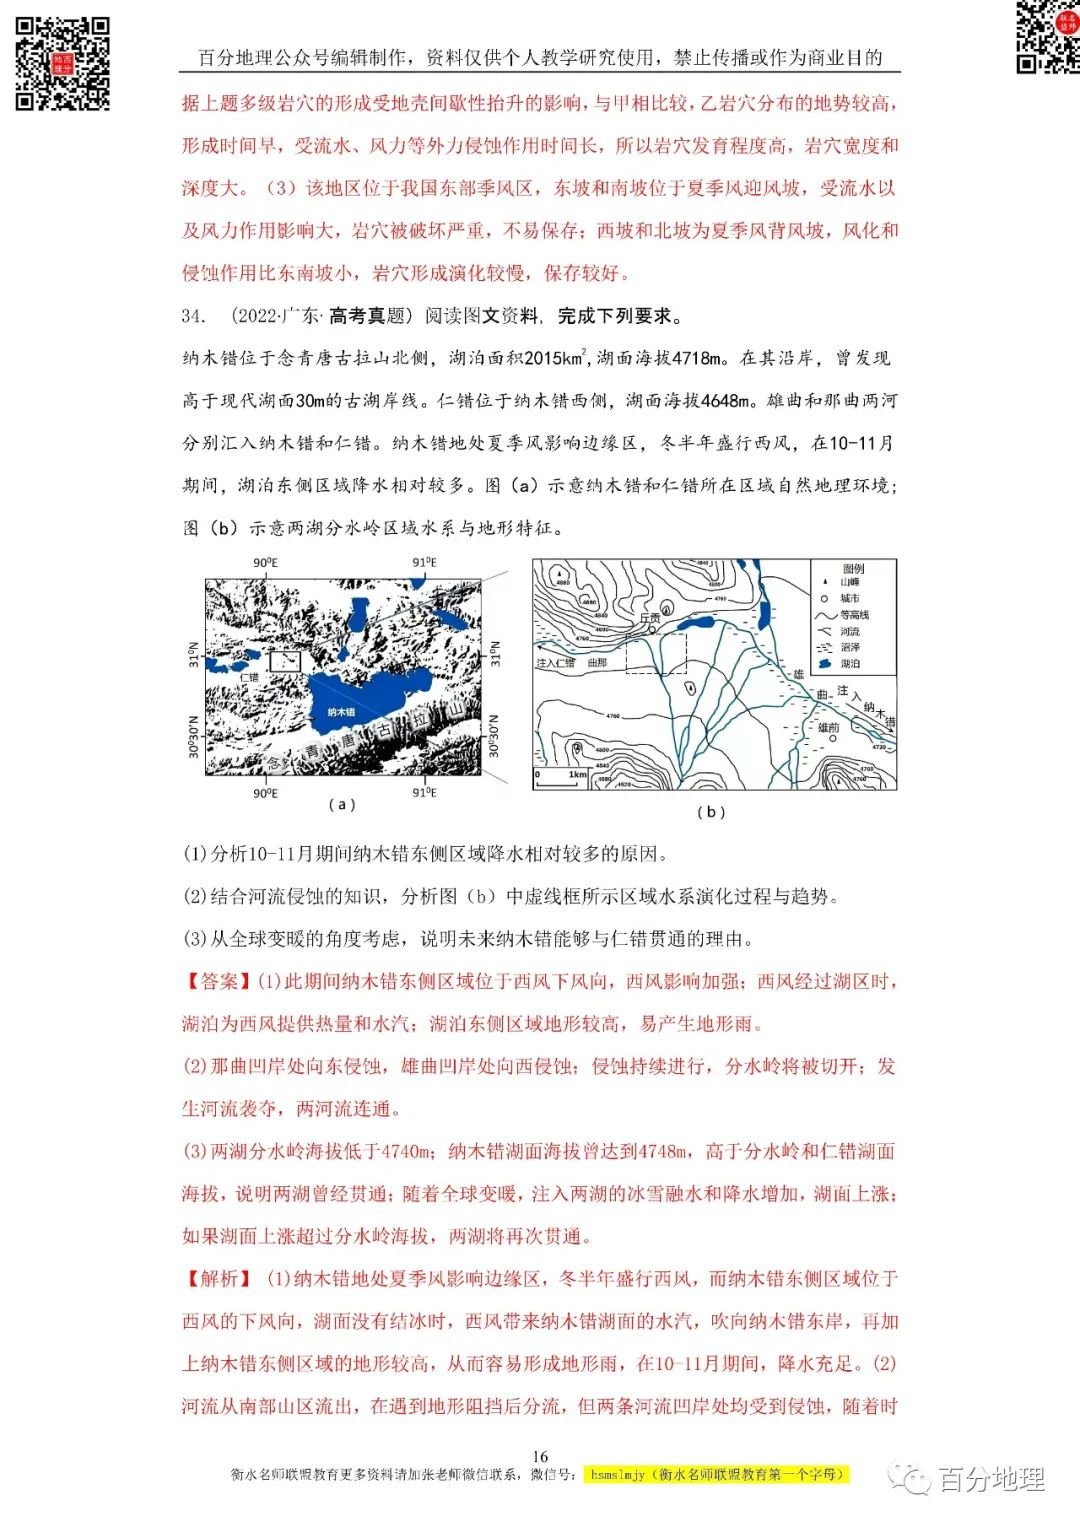 百分地理公众号编辑制作，资料仅供个人教学研究使用，禁止传播或作为商业目的
据上题多级岩穴的形成受地壳间歇性抬升的影响，与甲相比较，乙岩穴分布的地势较高，
形成时间早，受流水、风力等外力侵蚀作用时间长，所以岩穴发育程度高，岩穴宽度和
深度大。（3）该地区位于我国东部季风区，东坡和南坡位于夏季风迎风坡，受流水以
及风力作用影响大，岩穴被破坏严重，不易保存；西坡和北坡为夏季风背风坡，风化和
侵蚀作用比东南坡小，岩穴形成演化较慢，保存较好。
34．（2022·广东·高考真题）阅读图文资料，完成下列要求。
纳木错位于念青唐古拉山北侧，湖泊面积2015km²,湖面海拔4718m。在其沿岸，曾发现
高于现代湖面30m的古湖岸线。仁错位于纳木错西侧，湖面海拔4648m。雄曲和那曲两河
分别汇入纳木错和仁错。纳木错地处夏季风影响边缘区，冬半年盛行西风，在10-11月
期间，湖泊东侧区域降水相对较多。图（a）示意纳木错和仁错所在区域自然地理环境；
图（b）示意两湖分水岭区域水系与地形特征。
90⁰E 91⁰E
31⁰N 31⁰N
仁错
纳木错
念青唐古拉山
30⁰30′N 30⁰30′N
90⁰E 91⁰E
（a）
图例
山峰
城市
等高线
河流
沼泽
湖泊
4880
4880
4840
4760
4760
丘贡
注入仁错 曲那
雄曲注入纳木错
雄前
4760
4720
4760
4760
4800
4840
4880
4920
0 1km
（b）
(1)分析10-11月期间纳木错东侧区域降水相对较多的原因。
(2)结合河流侵蚀的知识，分析图（b）中虚线框所示区域水系演化过程与趋势。
(3)从全球变暖的角度考虑，说明未来纳木错能够与仁错贯通的理由。
【答案】(1)此期间纳木错东侧区域位于西风下风向，西风影响加强；西风经过湖区时，
湖泊为西风提供热量和水汽；湖泊东侧区域地形较高，易产生地形雨。
(2)那曲凹岸处向东侵蚀，雄曲凹岸处向西侵蚀；侵蚀持续进行，分水岭将被切开；发
生河流袭夺，两河流连通。
(3)两湖分水岭海拔低于4740m；纳木错湖面海拔曾达到4748m，高于分水岭和仁错湖面
海拔，说明两湖曾经贯通；随着全球变暖，注入两湖的冰雪融水和降水增加，湖面上涨；
如果湖面上涨超过分水岭海拔，两湖将再次贯通。
【解析】（1)纳木错地处夏季风影响边缘区，冬半年盛行西风，而纳木错东侧区域位于
西风的下风向，湖面没有结冰时，西风带来纳木错湖面的水汽，吹向纳木错东岸，再加
上纳木错东侧区域的地形较高，从而容易形成地形雨，在10-11月期间，降水充足。(2)
河流从南部山区流出，在遇到地形阻挡后分流，但两条河流凹岸处均受到侵蚀，随着时
16
衡水名师联盟教育更多资料请加张老师微信联系，微信号： hsmslmjy（衡水名师联盟教育第一个字母）
百分地理